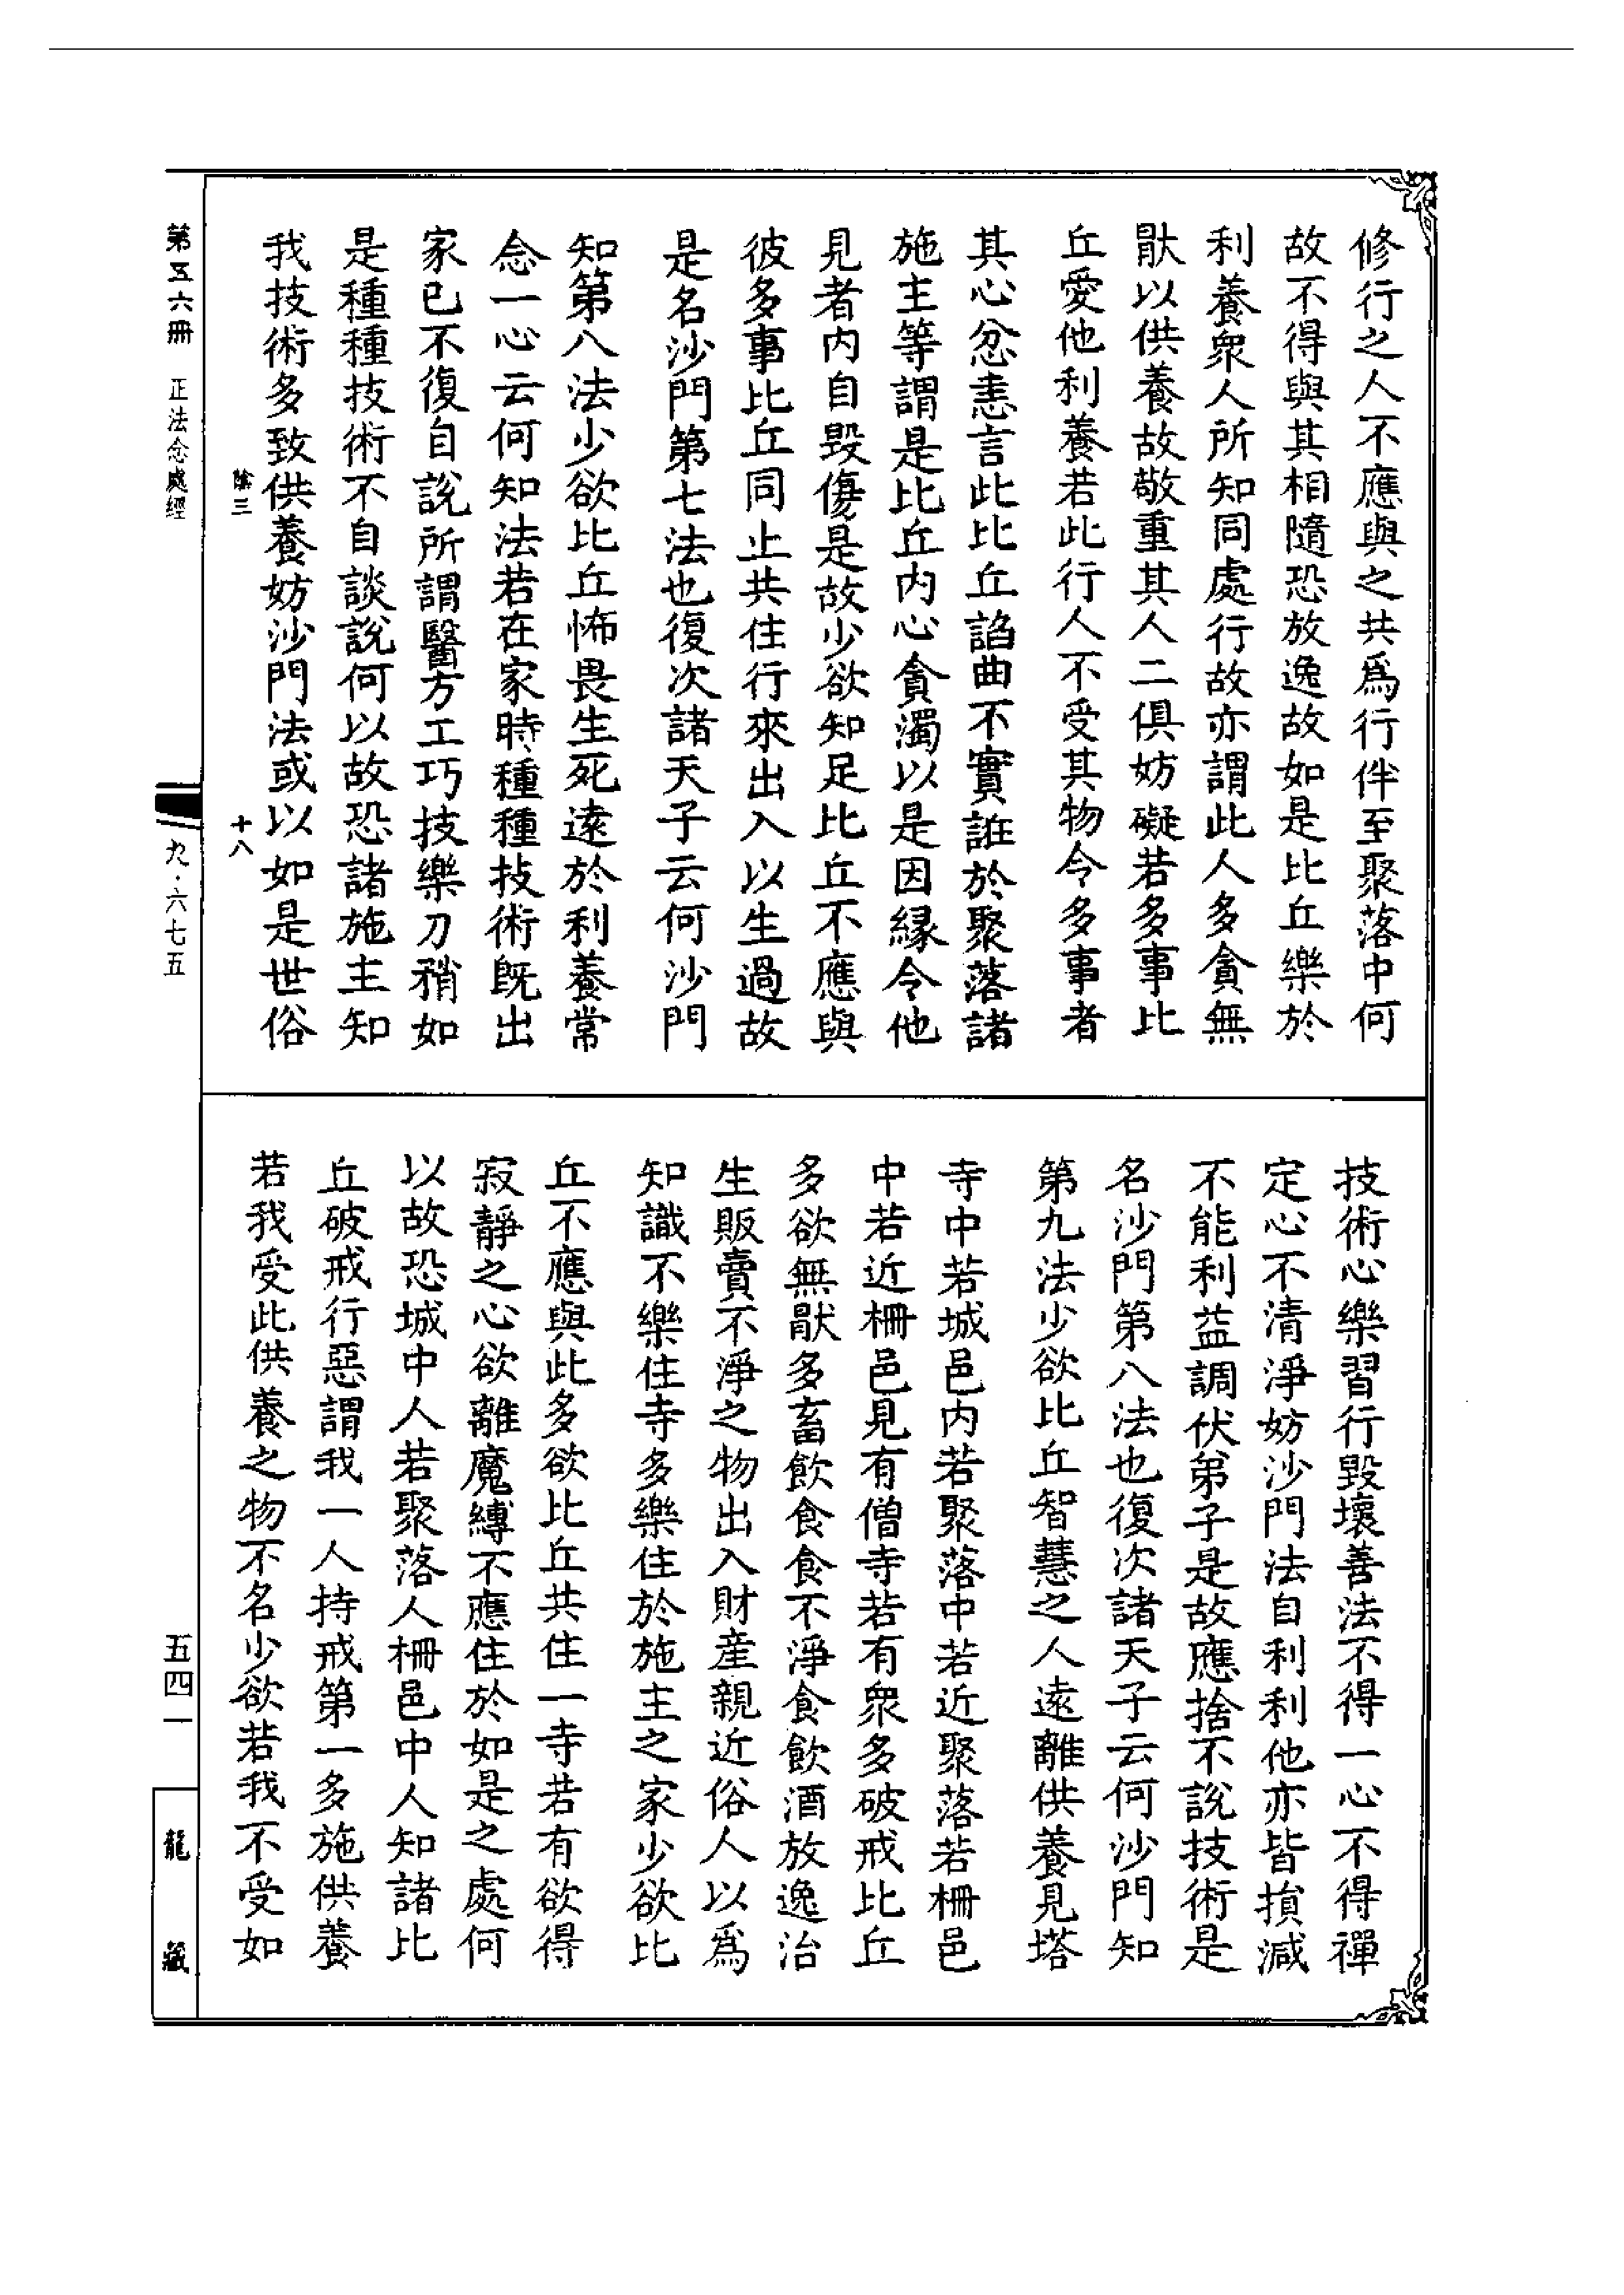 修行之人不應與之共爲行伴至聚落中何
故不得與其相隨恐放逸故如是比丘樂於
利養衆人所知同處行故亦謂此人多貪無
猒以供養故敬重其人二俱妨礙若多事比
丘愛他利養若此行人不受其物令多事者
其心忿恚言此比丘諂曲不實誑於聚落諸
施主等謂是比丘内心貪濁以是因緣令他
見者内自毀傷是故少欲知足比丘不應與
彼多事比丘同止共住行來出入以生過故
是名沙門第七法也復次諸天子云何沙門
知第八法少欲比丘怖畏生死遠於利養常
念一心云何知法若在家時種種技術既出
家已不復自說所謂醫方工巧技樂刀矟如
是種種技術不自談說何以故恐諸施主知
我技術多致供養妨沙門法或以如是世俗
陰三
十八
技術心樂習行毀壞善法不得一心不得禪
定心不清淨妨沙門法自利利他亦皆損減
不能利益調伏弟子是故應捨不說技術是
名沙門第八法也復次諸天子云何沙門知
第九法少欲比丘智慧之人遠離供養見塔
寺中若城邑内若聚落中若近聚落若柵邑
中若近柵邑見有僧寺若有衆多破戒比丘
多欲無猒多畜飲食食不淨食飲酒放逸治
生販賣不淨之物出入財産親近俗人以爲
知識不樂住寺多樂住於施主之家少欲比
丘不應與此多欲比丘共住一寺若有欲得
寂靜之心欲離魔縛不應住於如是之處何
以故恐城中人若聚落人柵邑中人知諸比
丘破戒行惡謂我一人持戒第一多施供養
若我受此供養之物不名少欲若我不受如
第五六冊
正法念處經
九·六七五
五四一
龍藏